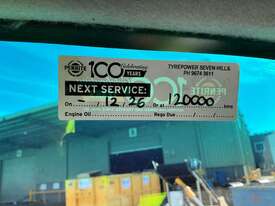 PENRITE 100 Celebrating YEARS
TYREPOWER SEVEN HILLS
PH 9674 3811
NEXT SERVICE:
On - / 12 / 26 Or at 120000 kms
Engine Oil Rego Due / /